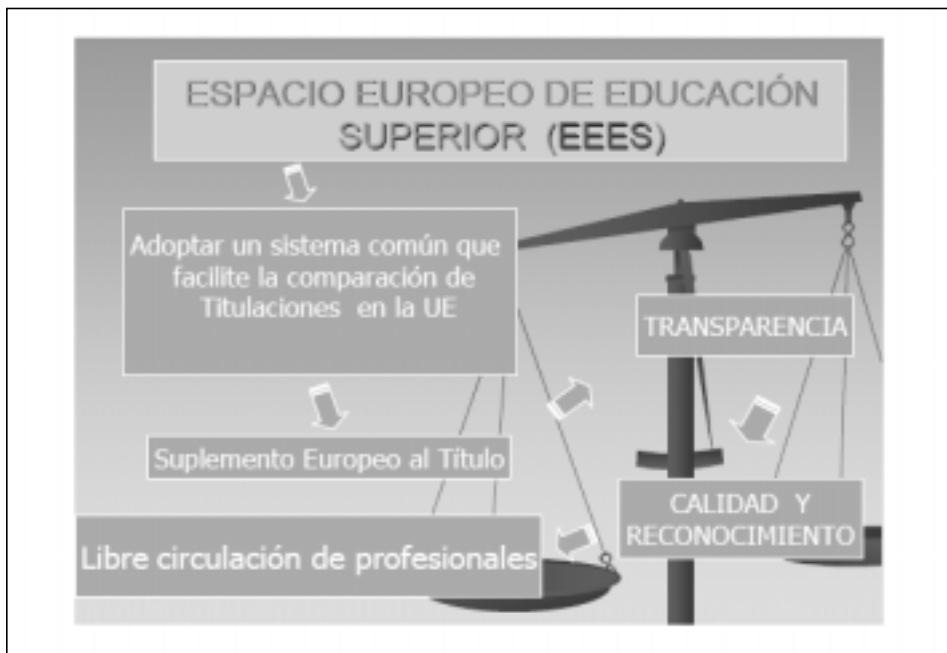 ESPACIO EUROPEO DE EDUCACIÓN
SUPERIOR (EEES)
Adoptar un sistema común que
facilite la comparación de
Titulaciones en la UE
Suplemento Europeo al Título
TRANSPARENCIA
CALIDAD Y
RECONOCIMIENTO
Libre circulación de profesionales